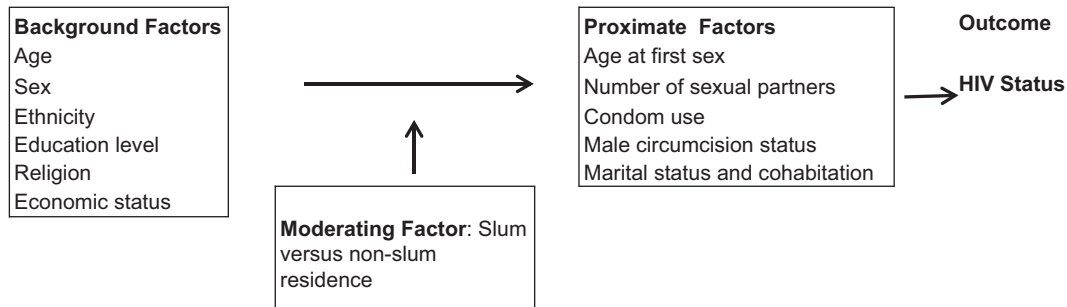 Background Factors
Age
Sex
Ethnicity
Education level
Religion
Economic status
Moderating Factor: Slum
versus non-slum
residence
Proximate  Factors
Age at first sex
Number of sexual partners
Condom use
Male circumcision status
Marital status and cohabitation
Outcome
HIV Status